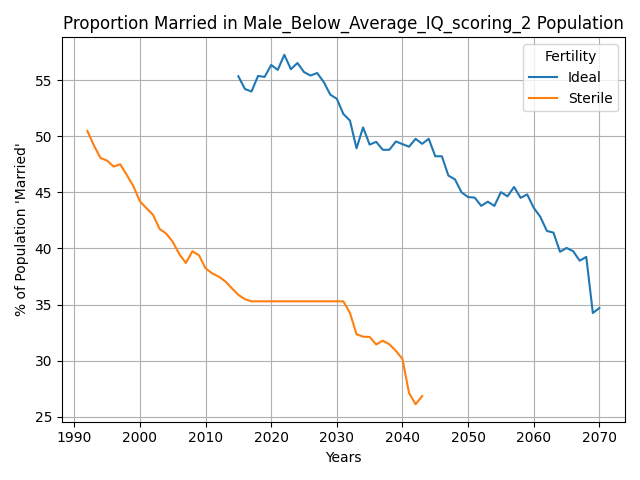 Proportion Married in Male_Below_Average_IQ_scoring_2 Population
% of Population 'Married'
55
50
45
40
35
30
25
Fertility
Ideal
Sterile
1990 2000 2010 2020 2030 2040 2050 2060 2070
Years